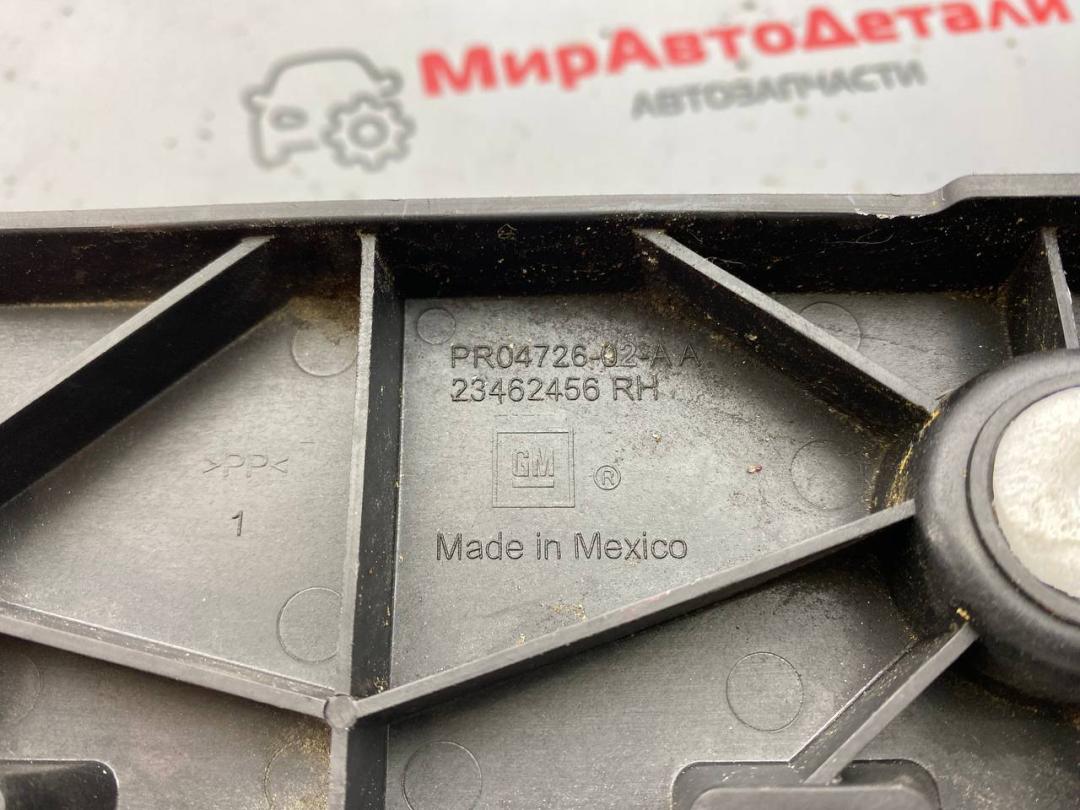 МирАвтоДетали
АВТОЗАПЧАСТИ
PR04726-02-AA
23462456 RH
>PP<
1
GM
®
Made in Mexico